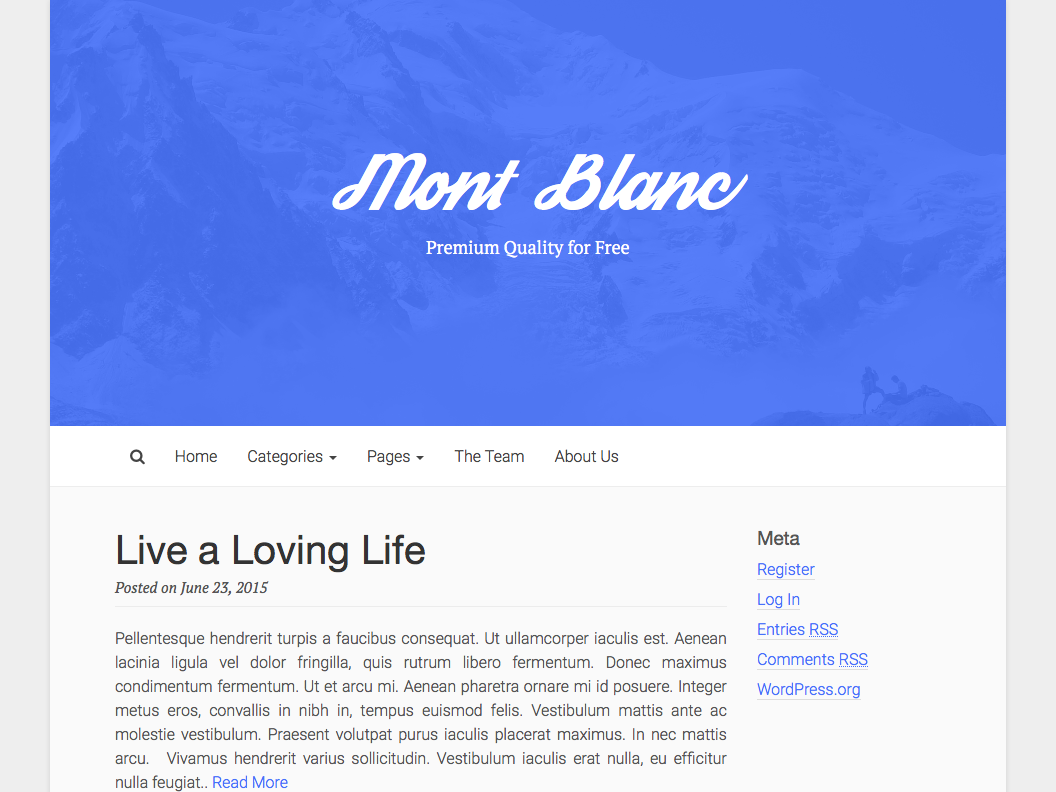 Mont Blanc
Premium Quality for Free
Home Categories Pages The Team About Us
Live a Loving Life
Posted on June 23, 2015
Pellentesque hendrerit turpis a faucibus consequat. Ut ullamcorper iaculis est. Aenean
lacinia ligula vel dolor fringilla, quis rutrum libero fermentum. Donec maximus
condimentum fermentum. Ut et arcu mi. Aenean pharetra ornare mi id posuere. Integer
metus eros, convallis in nibh in, tempus euismod felis. Vestibulum mattis ante ac
molestie vestibulum. Praesent volutpat purus iaculis placerat maximus. In nec mattis
arcu. Vivamus hendrerit varius sollicitudin. Vestibulum iaculis erat nulla, eu efficitur
nulla feugiat.. Read More
Meta
Register
Log In
Entries RSS
Comments RSS
WordPress.org